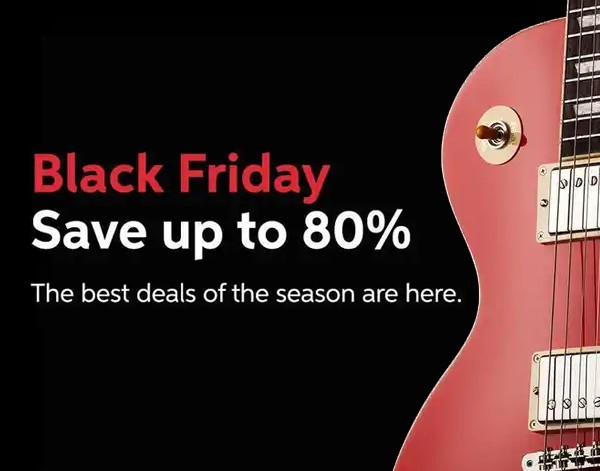 Black Friday
Save up to 80%
The best deals of the season are here.